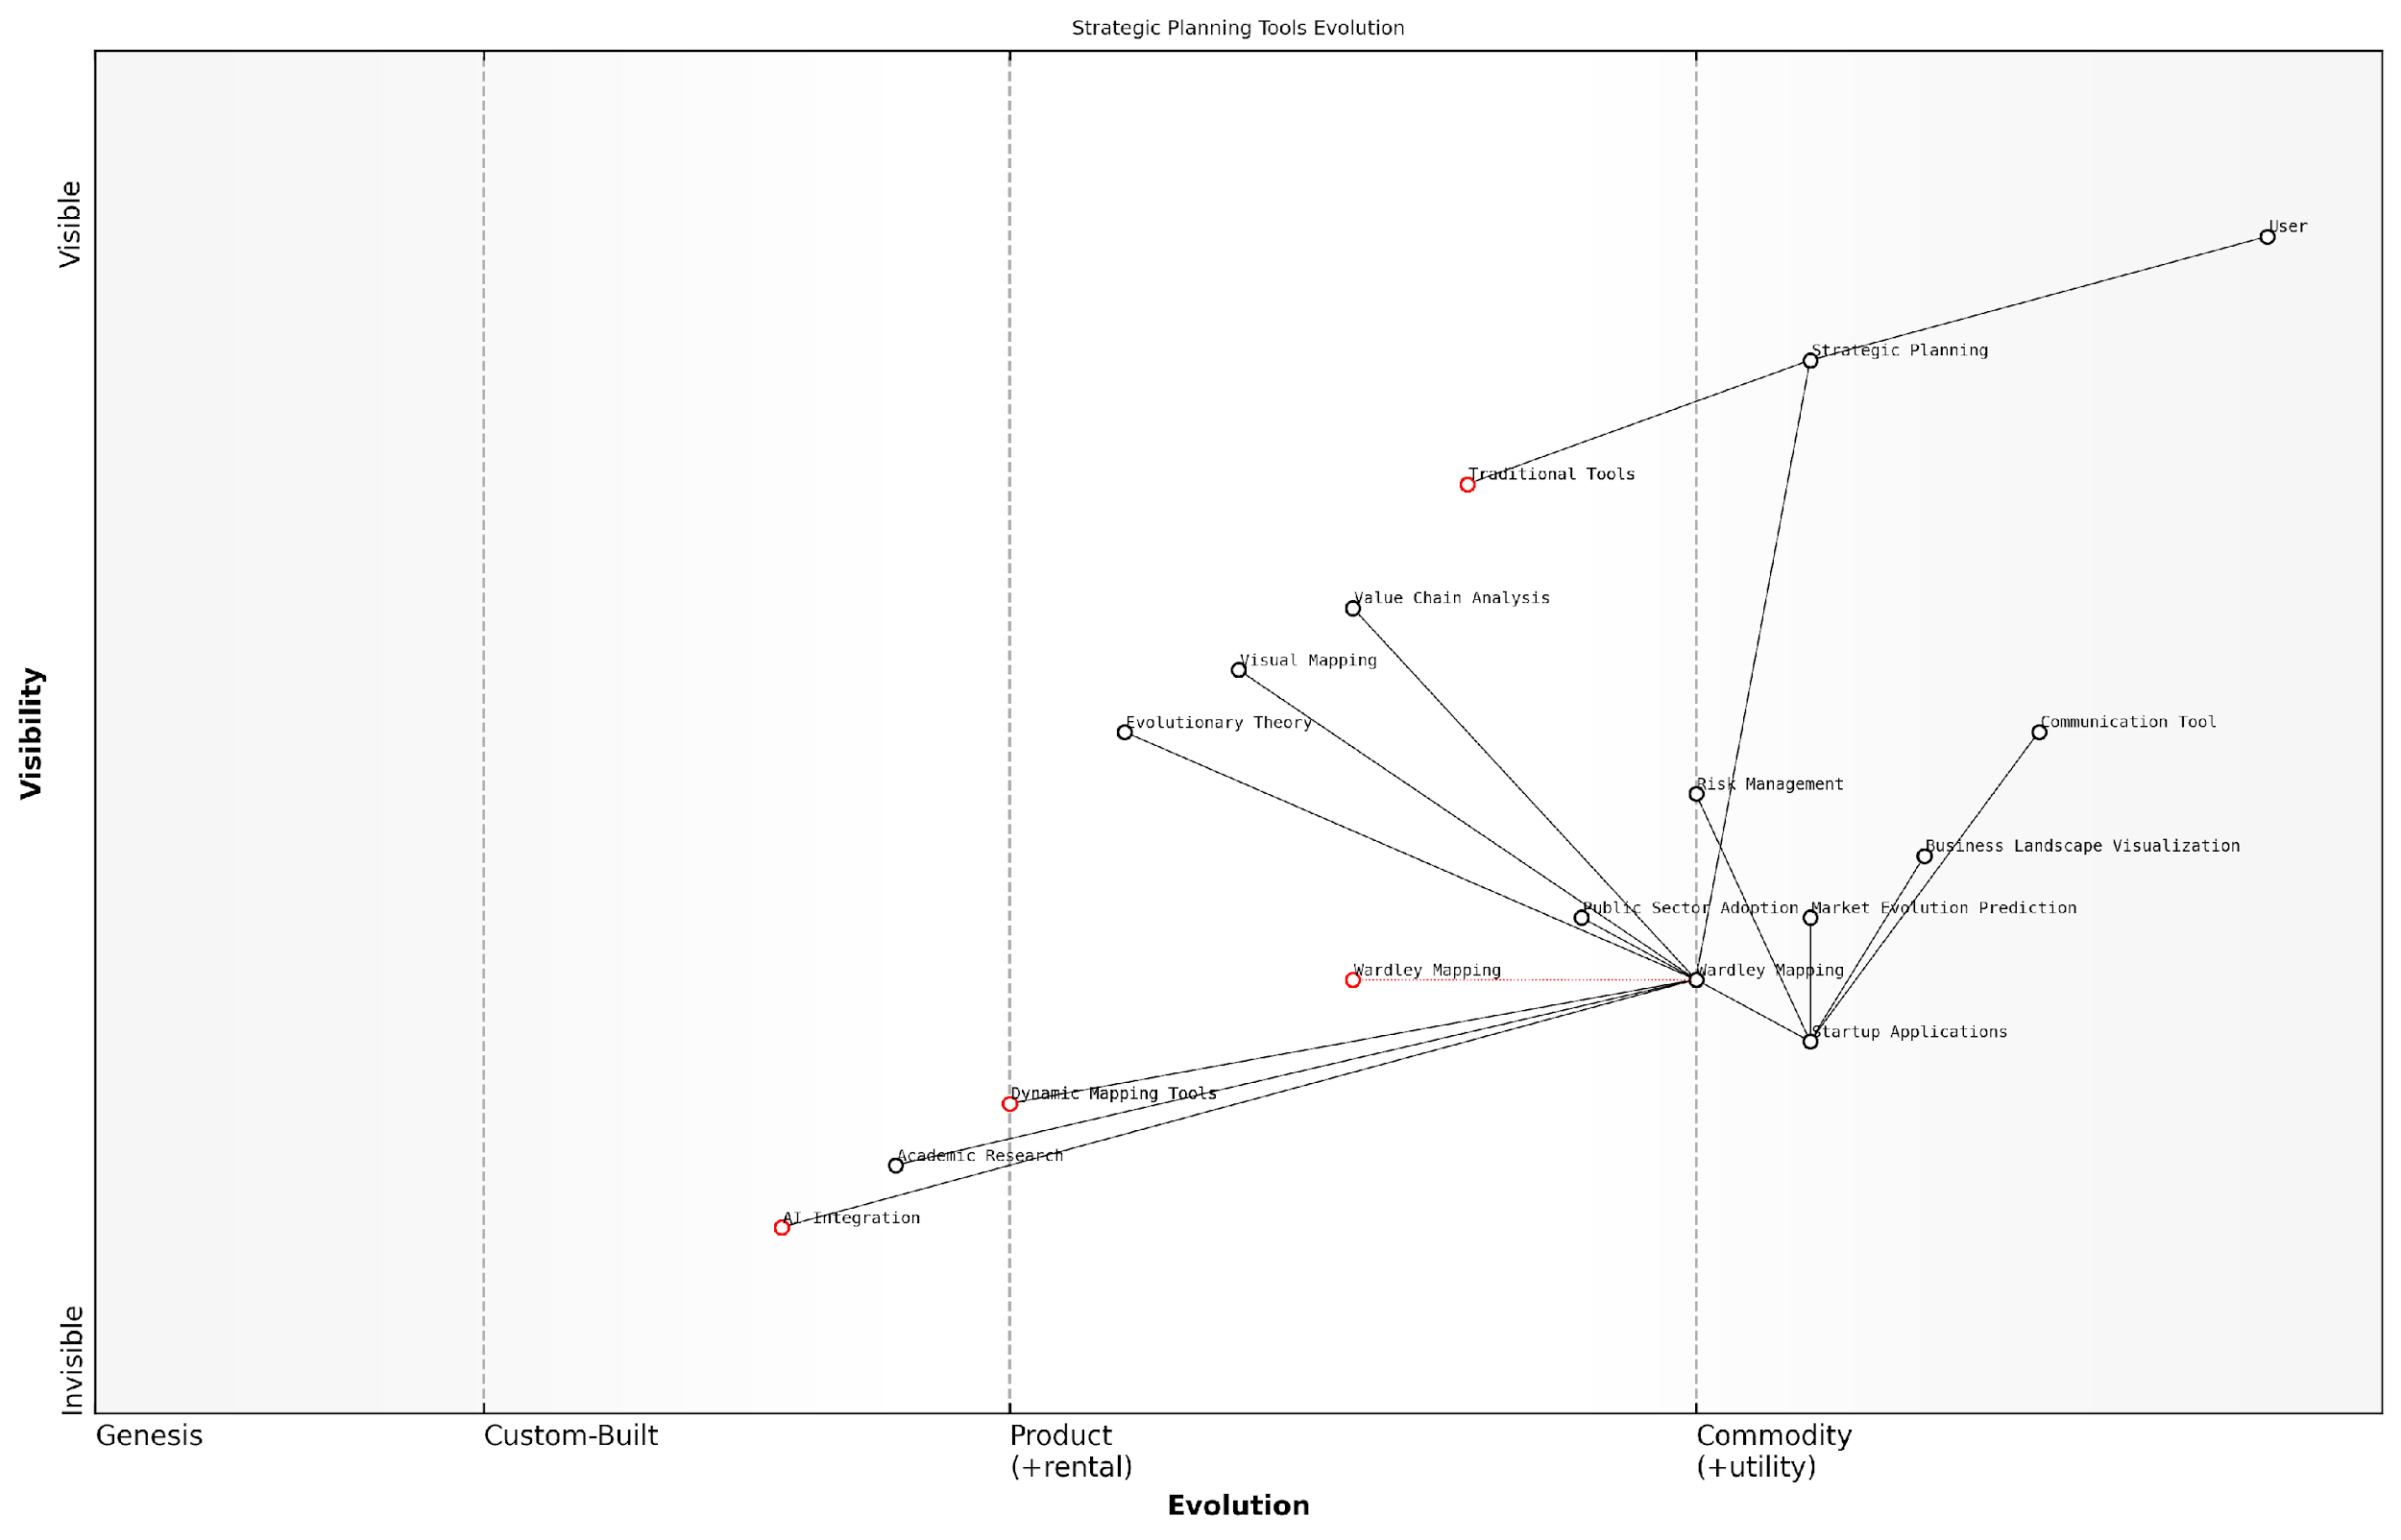 Strategic Planning Tools Evolution
Visible
User
Strategic Planning
Traditional Tools
Value Chain Analysis
Visual Mapping
Evolutionary Theory
Communication Tool
Visibility
Risk Management
Business Landscape Visualization
Public Sector Adoption
Market Evolution Prediction
Wardley Mapping
Wardley Mapping
Startup Applications
Dynamic Mapping Tools
Academic Research
AI Integration
Invisible
Genesis
Custom-Built
Product
(+rental)
Commodity
(+utility)
Evolution